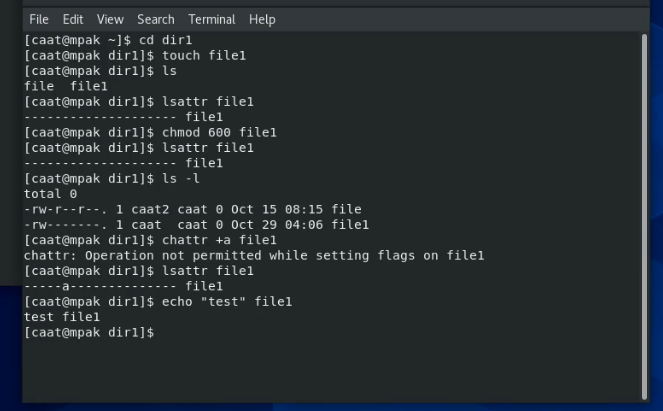 File Edit View Search Terminal Help
[caat@mpak ~]$ cd dir1
[caat@mpak dir1]$ touch file1
[caat@mpak dir1]$ ls
file  file1
[caat@mpak dir1]$ lsattr file1
-------------------- file1
[caat@mpak dir1]$ chmod 600 file1
[caat@mpak dir1]$ lsattr file1
-------------------- file1
[caat@mpak dir1]$ ls -l
total 0
-rw-r--r--. 1 caat2 caat 0 Oct 15 08:15 file
-rw-------. 1 caat  caat 0 Oct 29 04:06 file1
[caat@mpak dir1]$ chattr +a file1
chattr: Operation not permitted while setting flags on file1
[caat@mpak dir1]$ lsattr file1
-----a-------------- file1
[caat@mpak dir1]$ echo "test" file1
test file1
[caat@mpak dir1]$